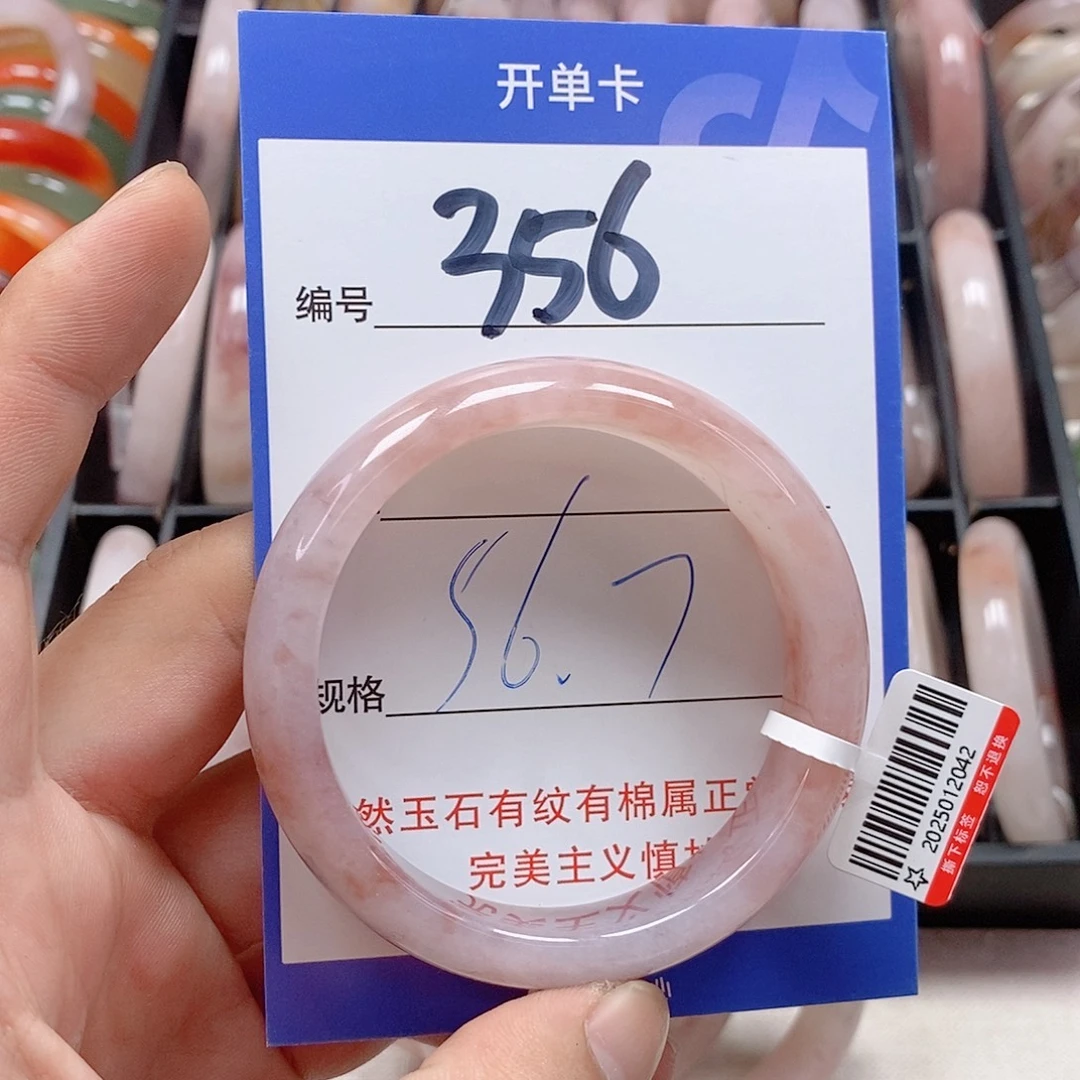 开单卡
编号 356
规格 56.7
然玉石有纹有棉属正
完美主义慎
2025012042
撕下标签 恕不退换